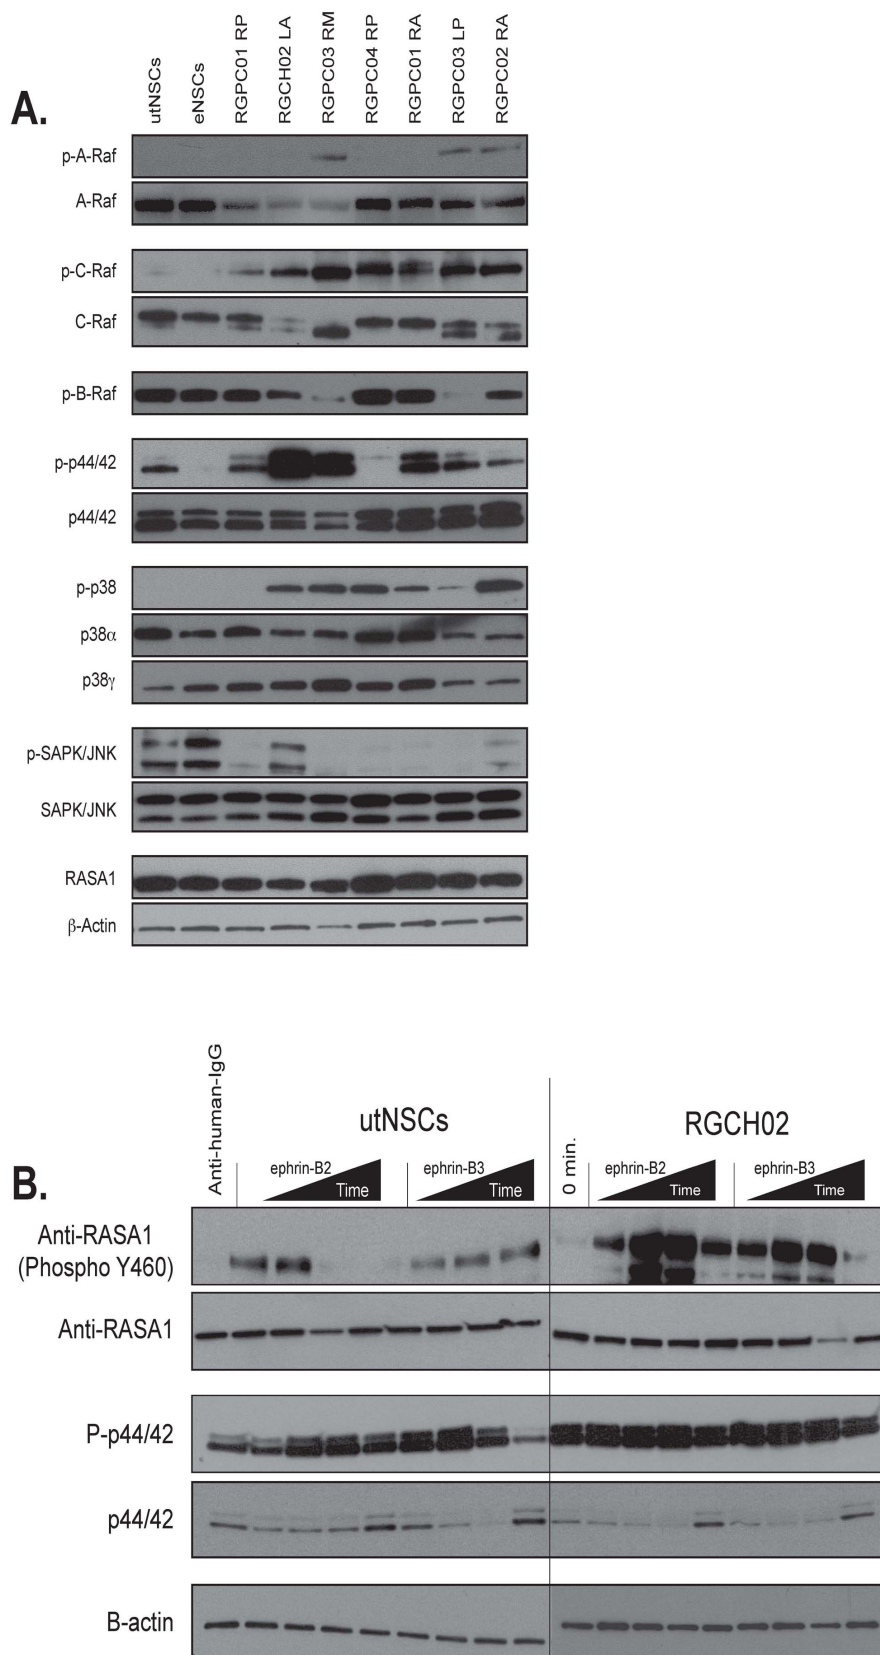 A.
utNSCs
eNSCs
RGPC01 RP
RGCH02 LA
RGPC03 RM
RGPC04 RP
RGPC01 RA
RGPC03 LP
RGPC02 RA
p-A-Raf
A-Raf
p-C-Raf
C-Raf
p-B-Raf
p-p44/42
p44/42
p-p38
p38α
p38γ
p-SAPK/JNK
SAPK/JNK
RASA1
β-Actin
B.
Anti-human-IgG
utNSCs
RGCH02
ephrin-B2
Time
ephrin-B3
Time
0 min.
ephrin-B2
Time
ephrin-B3
Time
Anti-RASA1
(Phospho Y460)
Anti-RASA1
P-p44/42
p44/42
B-actin